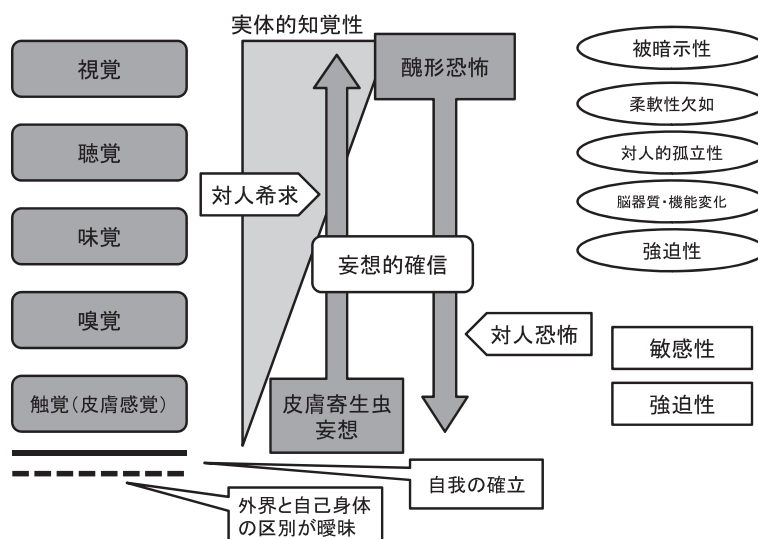 実体的知覚性
視覚
聴覚
味覚
嗅覚
触覚(皮膚感覚)
醜形恐怖
対人希求
妄想的確信
対人恐怖
皮膚寄生虫
妄想
被暗示性
柔軟性欠如
対人的孤立性
脳器質・機能変化
強迫性
敏感性
強迫性
自我の確立
外界と自己身体
の区別が曖昧